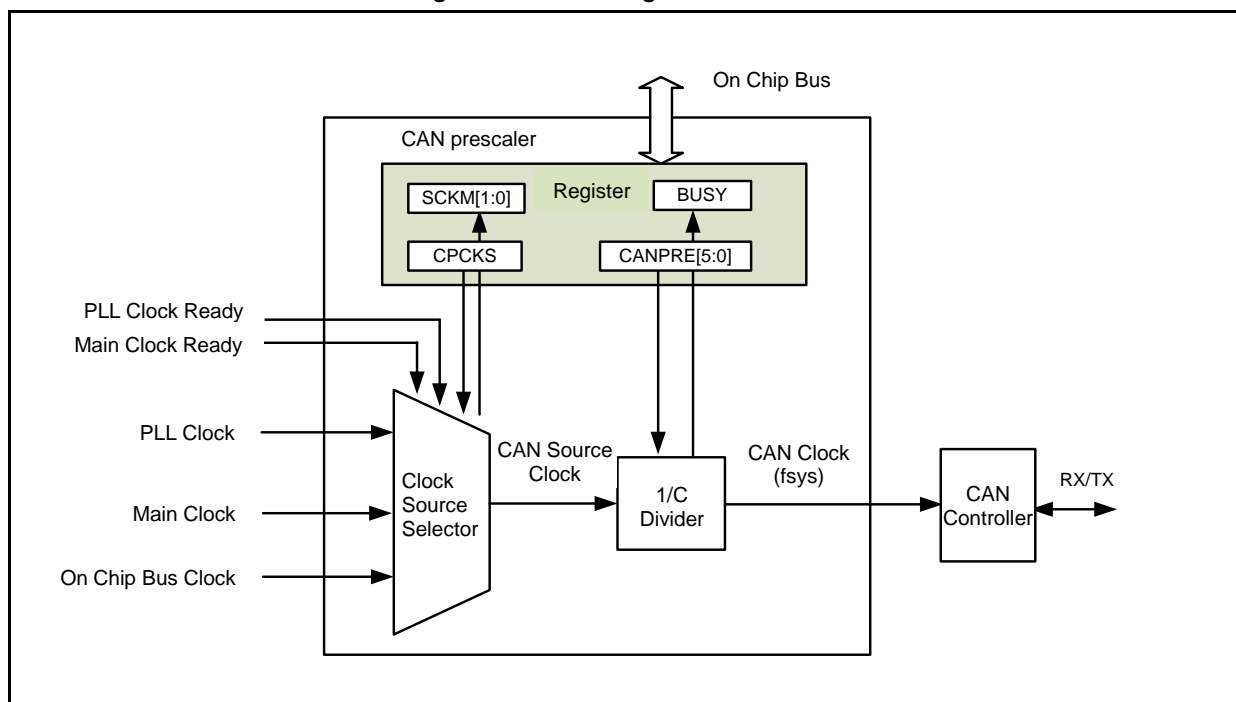 On Chip Bus
CAN prescaler
SCKM[1:0]
Register
BUSY
CPCKS
CANPRE[5:0]
PLL Clock Ready
Main Clock Ready
PLL Clock
Main Clock
On Chip Bus Clock
Clock
Source
Selector
CAN Source
Clock
1/C
Divider
CAN Clock
(fsys)
CAN
Controller
RX/TX